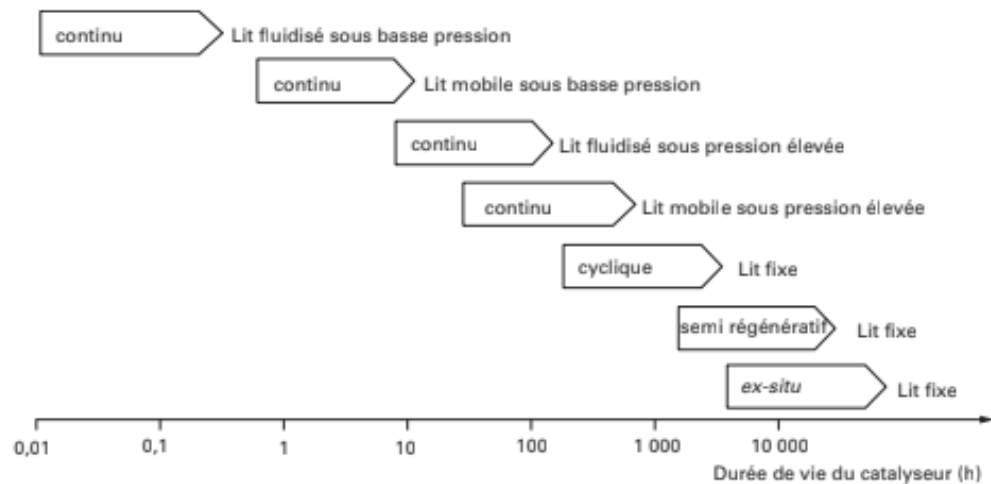 continu Lit fluidisé sous basse pression
continu Lit mobile sous basse pression
continu Lit fluidisé sous pression élevée
continu Lit mobile sous pression élevée
cyclique Lit fixe
semi régénératif Lit fixe
ex-situ Lit fixe
0,01 0,1 1 10 100 1 000 10 000
Durée de vie du catalyseur (h)